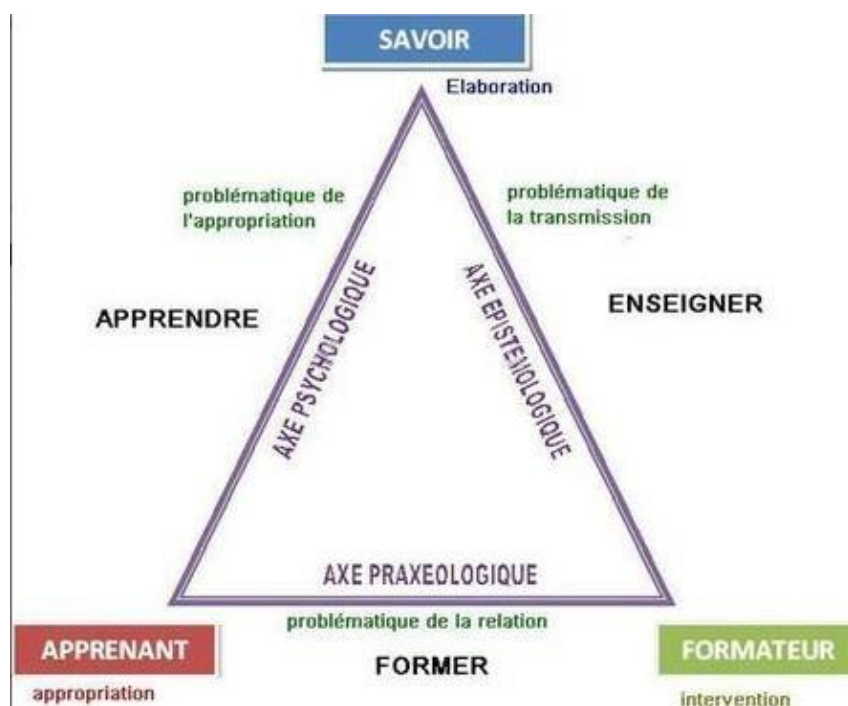 SAVOIR
Elaboration
problématique de
l'appropriation
problématique de
la transmission
APPRENDRE
ENSEIGNER
AXE PSYCHOLOGIQUE
AXE EPISTEMOLOGIQUE
AXE PRAXEOLOGIQUE
problématique de la relation
APPRENANT
FORMER
FORMATEUR
appropriation
intervention